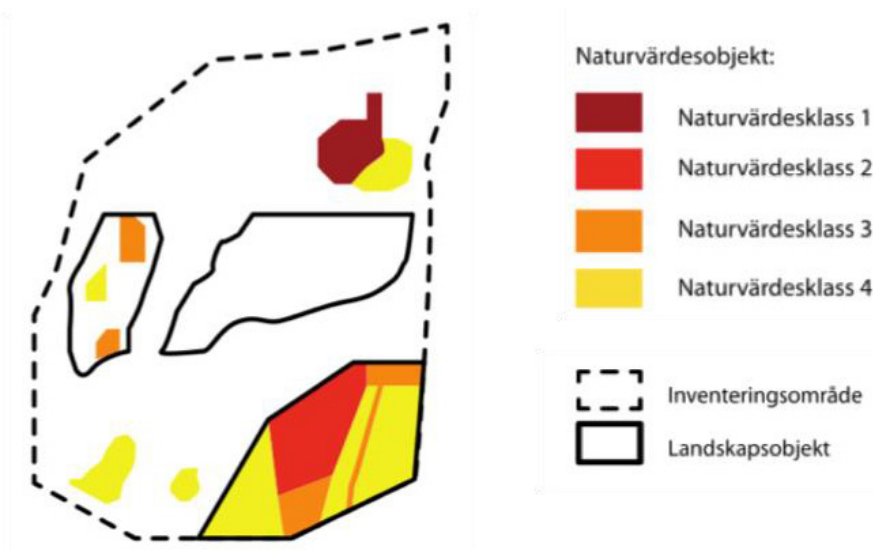 Naturvärdesobjekt:
Naturvärdesklass 1
Naturvärdesklass 2
Naturvärdesklass 3
Naturvärdesklass 4
Inventeringsområde
Landskapsobjekt